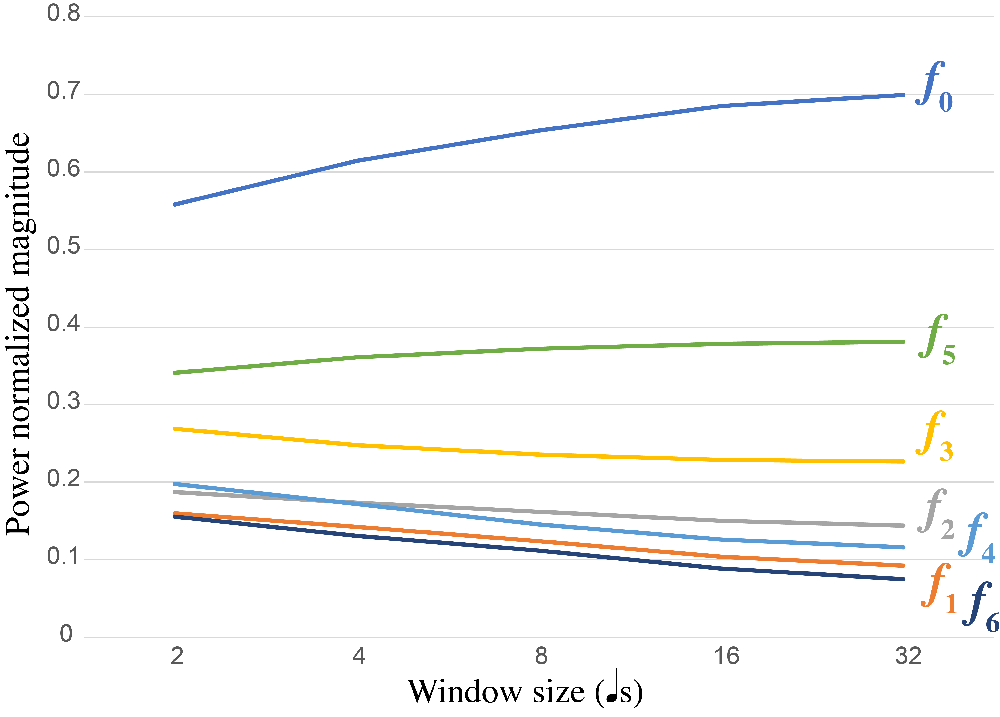 0.8
0.7
0.6
0.5
0.4
0.3
0.2
0.1
0
Power normalized magnitude
f0
f5
f3
f2
f4
f1
f6
2 4 8 16 32
Window size (♩s)